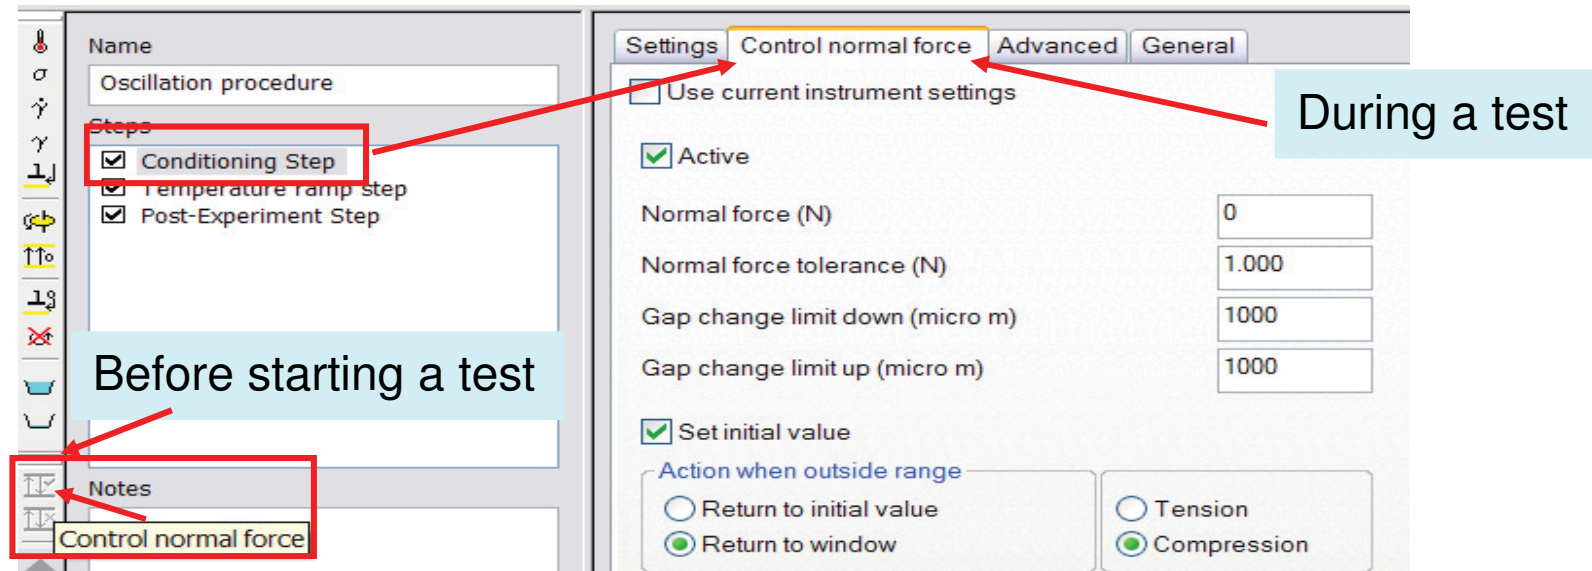 Name
Oscillation procedure
Steps
Conditioning Step
Temperature ramp step
Post-Experiment Step
Before starting a test
Notes
Control normal force
Settings Control normal force Advanced General
Use current instrument settings
During a test
Active
Normal force (N) 0
Normal force tolerance (N) 1.000
Gap change limit down (micro m) 1000
Gap change limit up (micro m) 1000
Set initial value
Action when outside range
Return to initial value Tension
Return to window Compression